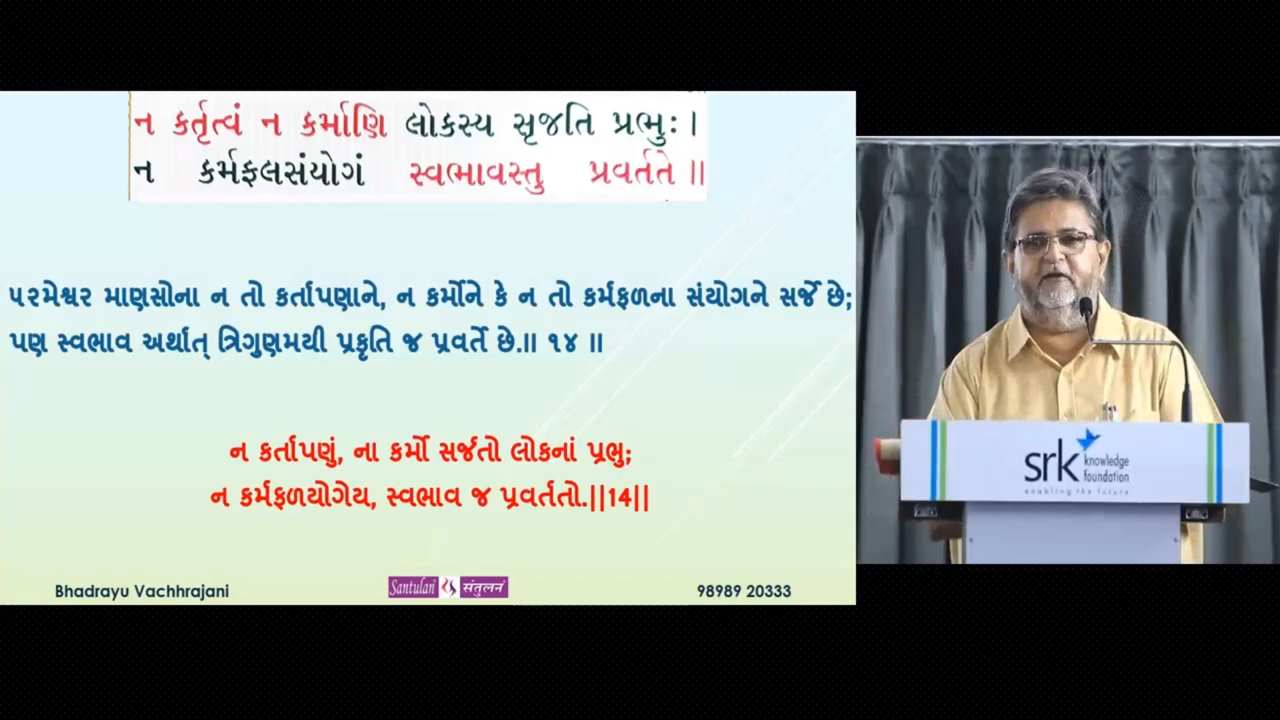 ન કર્તૃત્વં ન કર્માણિ લોકસ્ય સૃજતિ પ્રભુઃ ।
ન કર્મફલસંયોગં સ્વભાવસ્તુ પ્રવર્તતે ॥
પરમેશ્વર માણસોના ન તો કર્તાપણાને, ન કર્મોને કે ન તો કર્મફળના સંયોગને સર્જે છે;
પણ સ્વભાવ અર્થાત્ ત્રિગુણમયી પ્રકૃતિ જ પ્રવર્તે છે.॥ ૧૪ ॥
ન કર્તાપણું, ના કર્મો સર્જતો લોકનાં પ્રભુ;
ન કર્મફળયોગેય, સ્વભાવ જ પ્રવર્તતો.||14||
Bhadrayu Vachhrajani
Santulan સંતુલન
98989 20333
srk knowledge
foundation
enabling the future